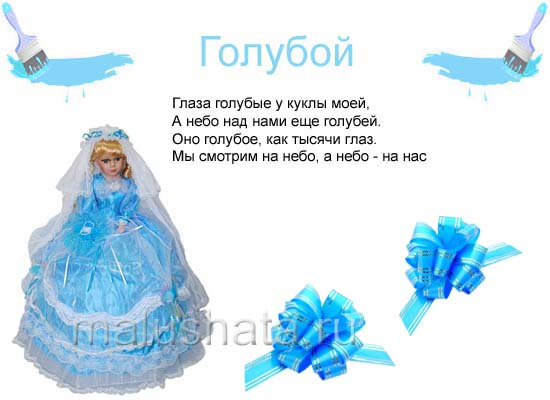 Голубой
Глаза голубые у куклы моей,
А небо над нами еще голубей.
Оно голубое, как тысячи глаз.
Мы смотрим на небо, а небо - на нас
malushata.ru